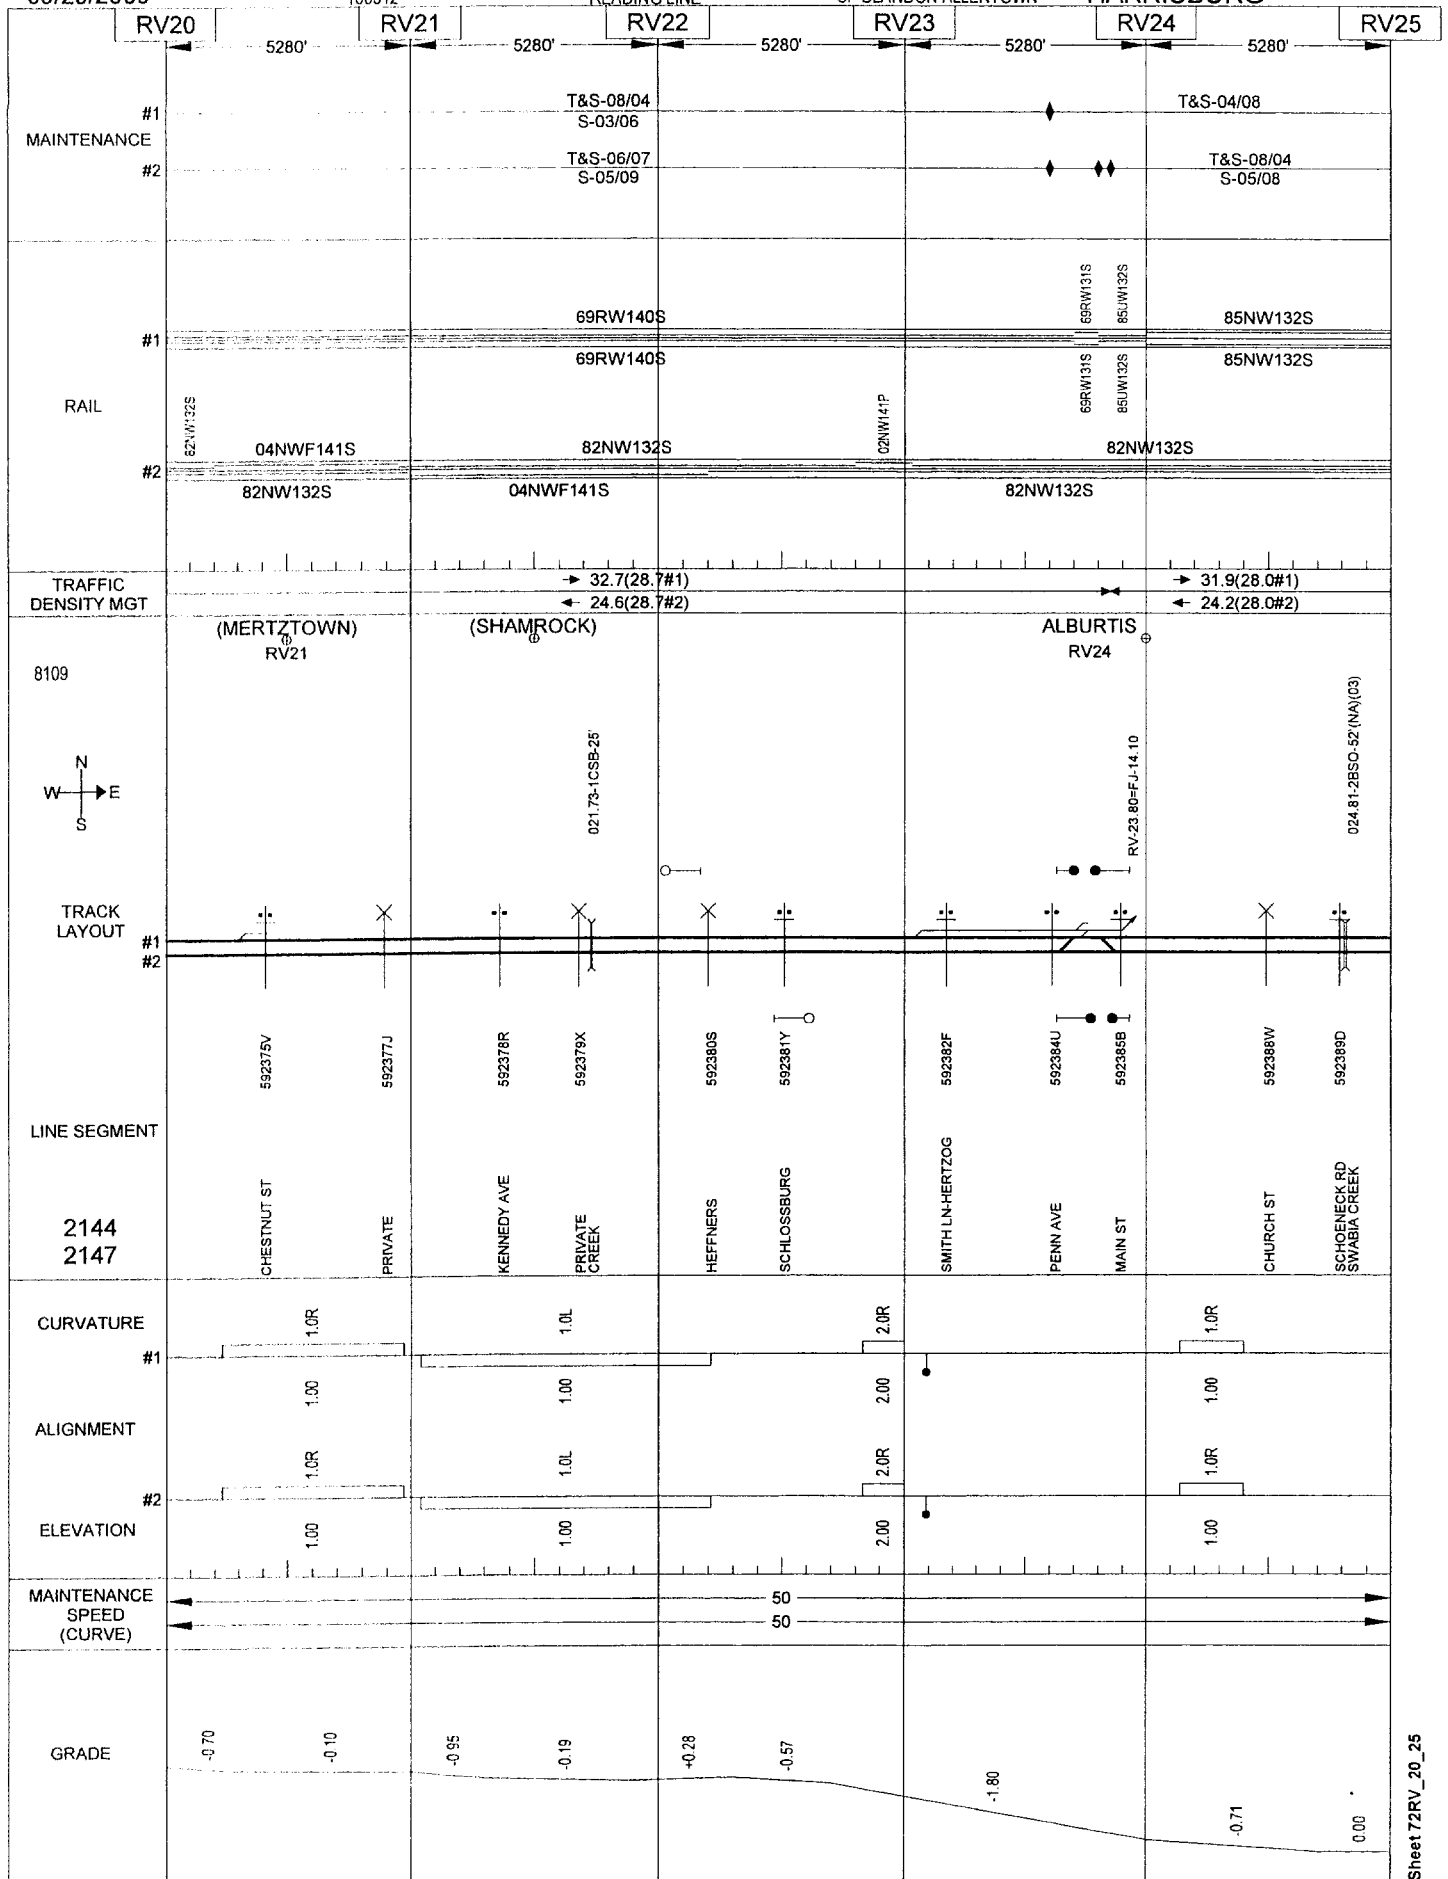 RV20 RV21 RV22 RV23 RV24 RV25
5280' 5280' 5280' 5280' 5280'
MAINTENANCE
#1 T&S-08/04 T&S-04/08
S-03/06
#2 T&S-06/07 T&S-08/04
S-05/09 S-05/08
RAIL
69RW131S 85UW132S
69RW140S 85NW132S
#1
69RW140S 85NW132S
69RW131S 85UW132S
82NW132S 02NW141P
04NWF141S 82NW132S 82NW132S
#2
82NW132S 04NWF141S 82NW132S
TRAFFIC
DENSITY MGT
32.7(28.7#1) 31.9(28.0#1)
24.6(28.7#2) 24.2(28.0#2)
(MERTZTOWN) (SHAMROCK) ALBURTIS
RV21 RV24
8109
N
W E
S
021.73-1CSB-25'
RV-23.80=FJ-14.10
024.81-2BSO-52'(NA)(03)
TRACK
LAYOUT
#1
#2
592375V 592377J 592378R 592379X 592380S 592381Y 592382F 592384U 592385B 592388W 592389D
LINE SEGMENT
2144
2147
CHESTNUT ST
PRIVATE
KENNEDY AVE
PRIVATE
CREEK
HEFFNERS
SCHLOSSBURG
SMITH LN-HERTZOG
PENN AVE
MAIN ST
CHURCH ST
SCHOENECK RD
SWABIA CREEK
CURVATURE
1.0R 1.0L 2.0R 1.0R
#1
1.00 1.00 2.00 1.00
ALIGNMENT
1.0R 1.0L 2.0R 1.0R
#2
ELEVATION
1.00 1.00 2.00 1.00
MAINTENANCE
SPEED
(CURVE)
50
50
GRADE
-0.70 -0.10 -0.95 -0.19 +0.28 -0.57 -1.80 -0.71 0.00
Sheet 72RV_20_25